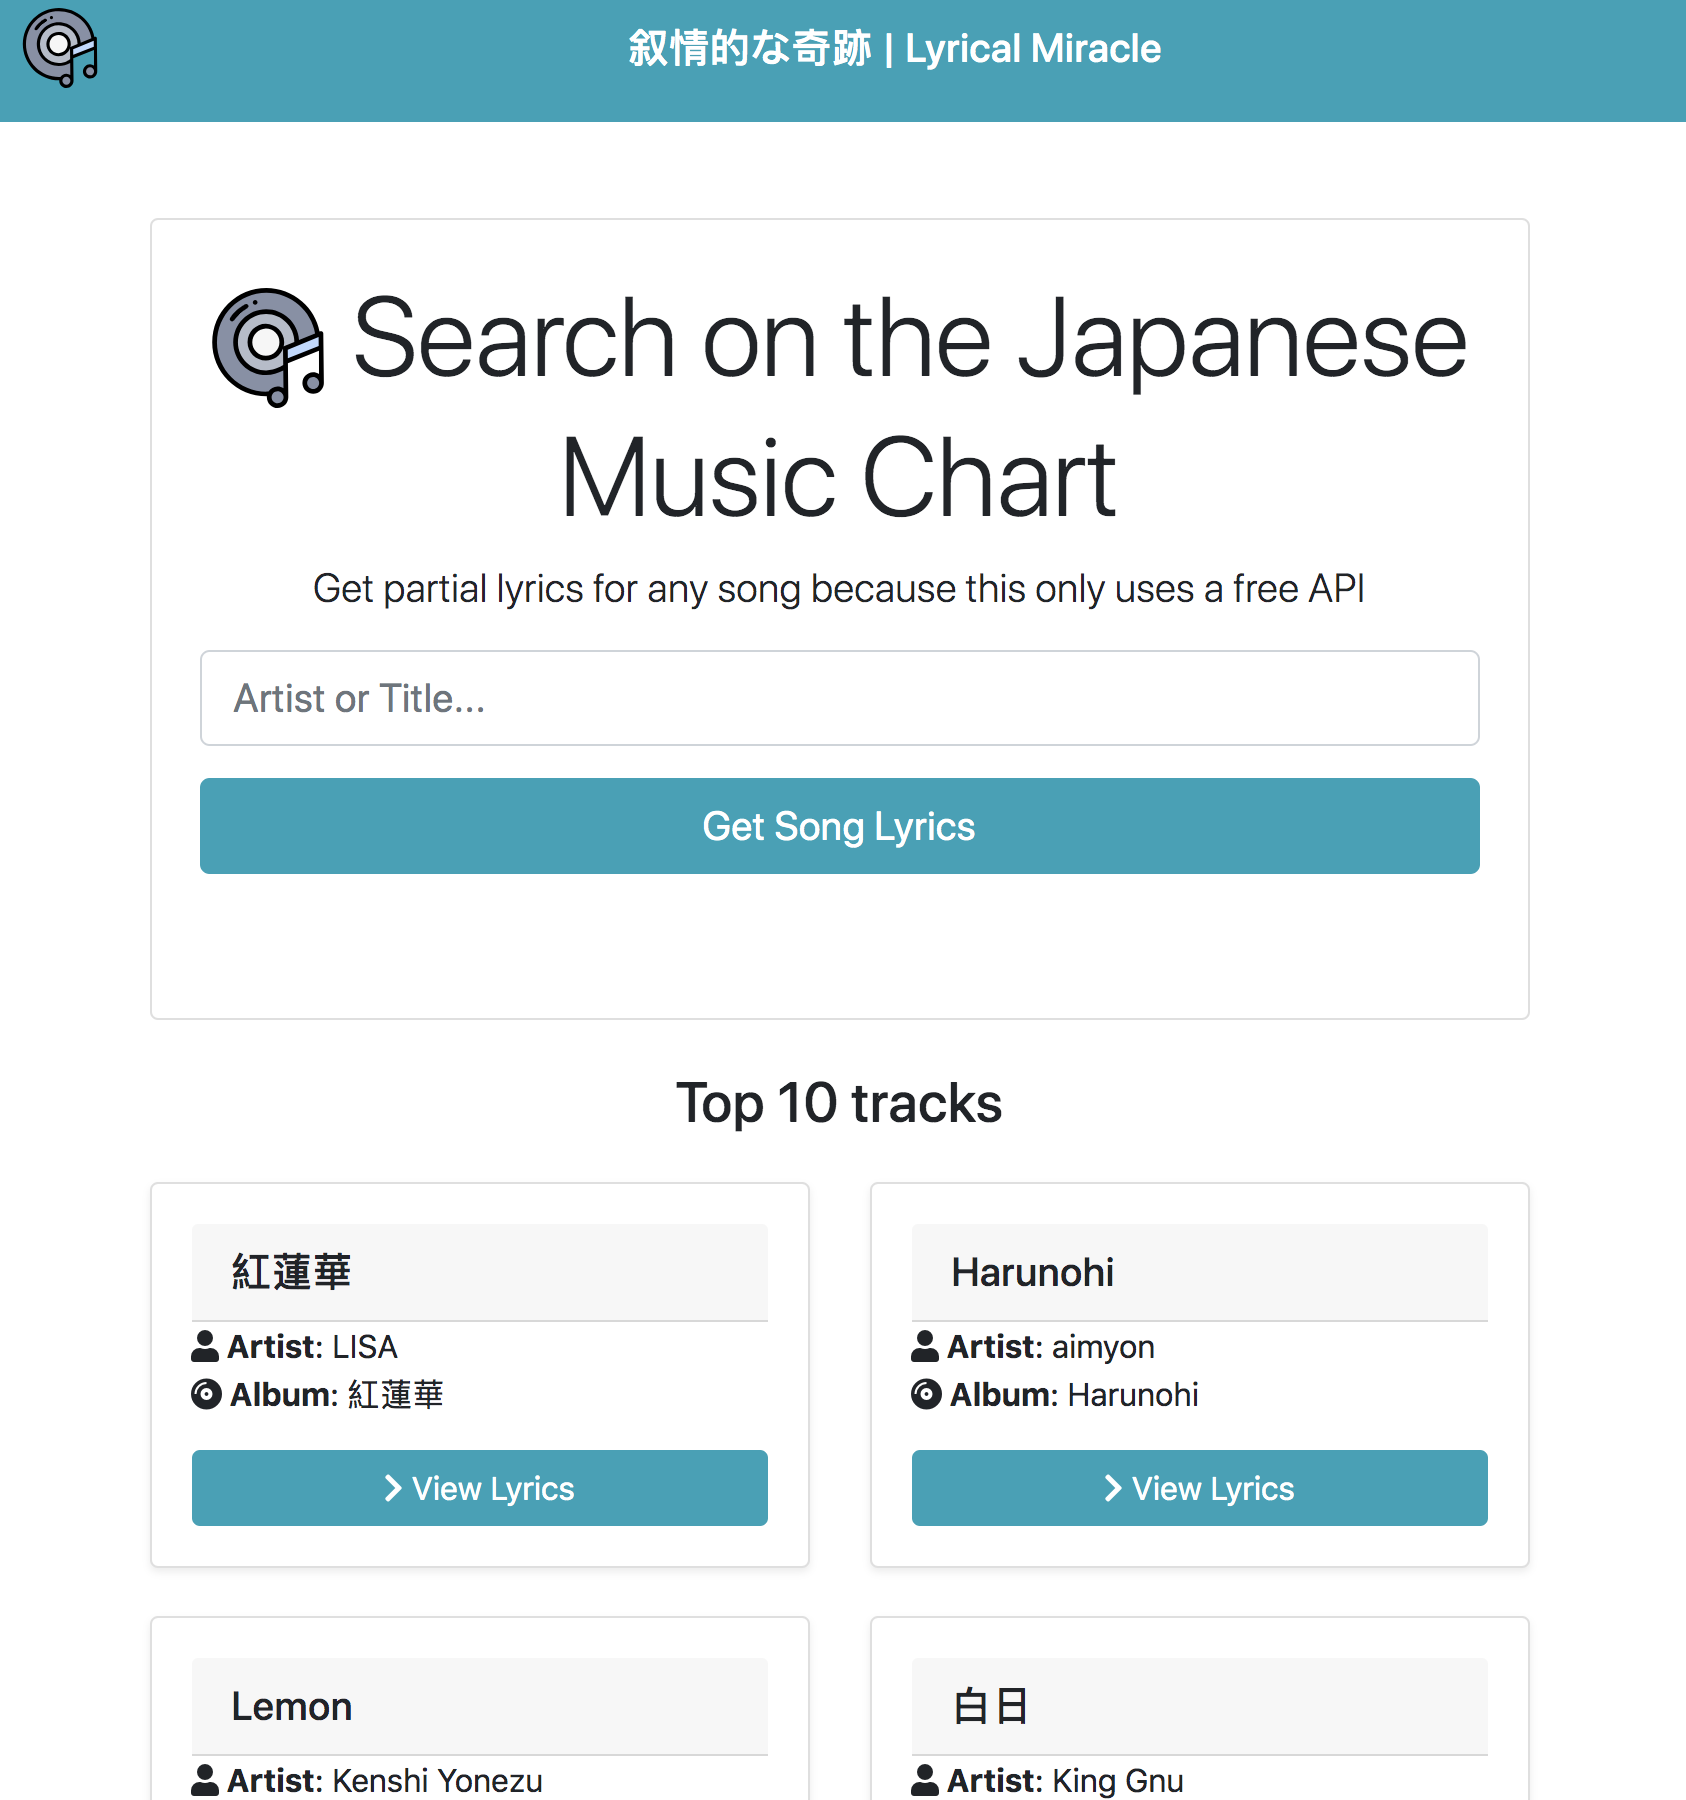 叙情的な奇跡 | Lyrical Miracle
Search on the Japanese
Music Chart
Get partial lyrics for any song because this only uses a free API
Artist or Title...
Get Song Lyrics
Top 10 tracks
紅蓮華
Artist: LISA
Album: 紅蓮華
View Lyrics
Harunohi
Artist: aimyon
Album: Harunohi
View Lyrics
Lemon
Artist: Kenshi Yonezu
白日
Artist: King Gnu